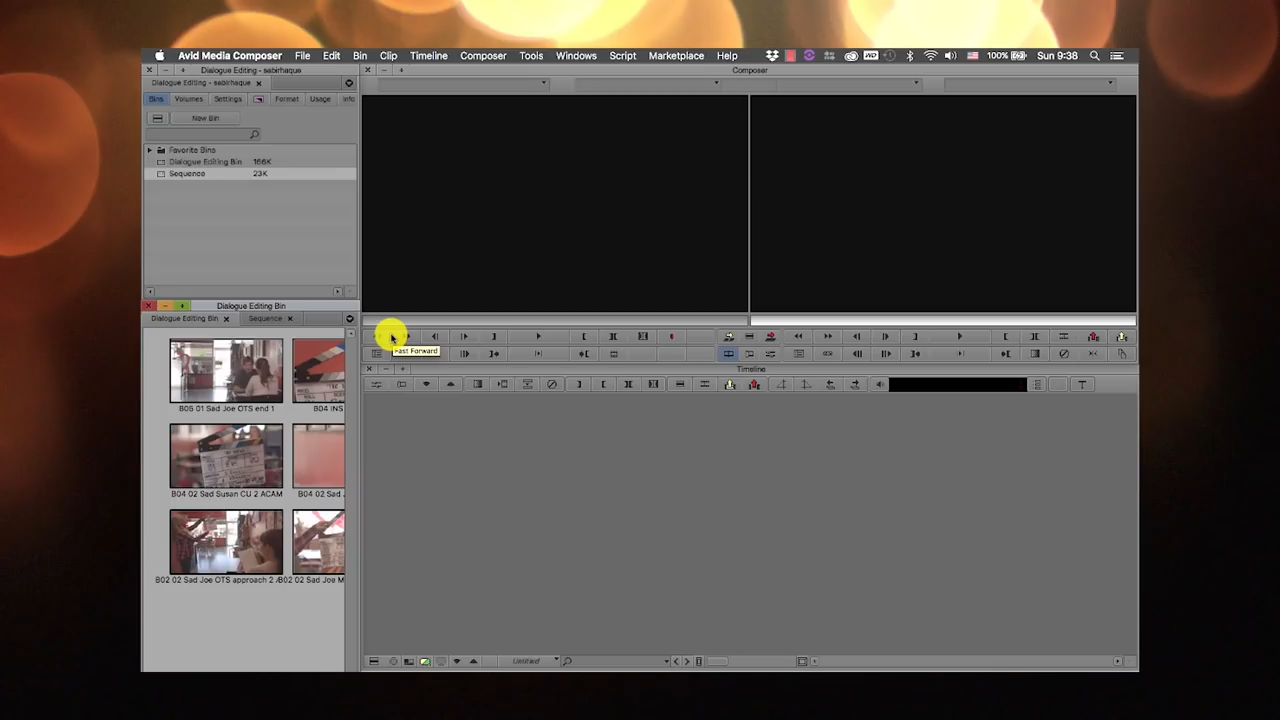 Avid Media Composer File Edit Bin Clip Timeline Composer Tools Windows Script Marketplace Help WD 100% Sun 9:38
Dialogue Editing - sabirhaque
Composer
Dialogue Editing - sabirhaque
Bins Volumes Settings Format Usage Info
New Bin
Favorite Bins
Dialogue Editing Bin 166K
Sequence 23K
Dialogue Editing Bin
Dialogue Editing Bin Sequence
Fast Forward
Timeline
B06 01 Sad Joe OTS end 1
B04 INS
B04 02 Sad Susan CU 2 ACAM
B04 02 Sad J
B02 02 Sad Joe OTS approach 2
B02 02 Sad Joe M
Untitled